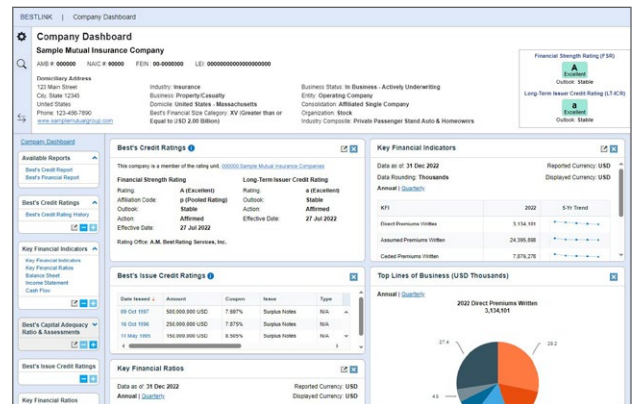 BESTLINK | Company Dashboard
Company Dashboard
Sample Mutual Insurance Company
AMB #: 000000 NAIC #: 00000 FEIN : 00-0000000 LEI: 00000000000000000000
Domiciliary Address
123 Main Street
City, State 12345
United States
Phone: 123-456-7890
www.samplemutualgroup.com
Industry: Insurance
Business: Property/Casualty
Domicile: United States - Massachusetts
Best's Financial Size Category: XV (Greater than or
Equal to USD 2.00 Billion)
Business Status: In Business - Actively Underwriting
Entity: Operating Company
Consolidation: Affiliated Single Company
Organization: Stock
Industry Composite: Private Passenger Stand Auto & Homeowners
Financial Strength Rating (FSR)
A
Excellent
Outlook: Stable
Long-Term Issuer Credit Rating (LT-ICR)
a
Excellent
Outlook: Stable
Company Dashboard
Available Reports
Best's Credit Report
Best's Financial Report
Best's Credit Ratings
Best's Credit Rating History
Key Financial Indicators
Key Financial Indicators
Key Financial Ratios
Balance Sheet
Income Statement
Cash Flow
Best's Capital Adequacy
Ratio & Assessments
Best's Issue Credit Ratings
Key Financial Ratios
Best's Credit Ratings
This company is a member of the rating unit, 000000 Sample Mutual Insurance Companies
Financial Strength Rating
Rating: A (Excellent)
Affiliation Code: p (Pooled Rating)
Outlook: Stable
Action: Affirmed
Effective Date: 27 Jul 2022
Long-Term Issuer Credit Rating
Rating: a (Excellent)
Outlook: Stable
Action: Affirmed
Effective Date: 27 Jul 2022
Rating Office: A.M. Best Rating Services, Inc.
Key Financial Indicators
Data as of: 31 Dec 2022 Reported Currency: USD
Data Rounding: Thousands Displayed Currency: USD
Annual | Quarterly
KFI 2022 5-Yr Trend
Direct Premiums Written 3,134,101
Assumed Premiums Written 24,395,898
Ceded Premiums Written 7,879,276
Best's Issue Credit Ratings
Date Issued Amount Coupon Issue Type
09 Oct 1997 500,000,000 USD 7.697% Surplus Notes N/A
16 Oct 1996 250,000,000 USD 7.875% Surplus Notes N/A
11 May 1995 150,000,000 USD 8.505% Surplus Notes N/A
Top Lines of Business (USD Thousands)
Annual | Quarterly
2022 Direct Premiums Written
3,134,101
27.4
29.2
4.5
Key Financial Ratios
Data as of: 31 Dec 2022 Reported Currency: USD
Annual | Quarterly Displayed Currency: USD